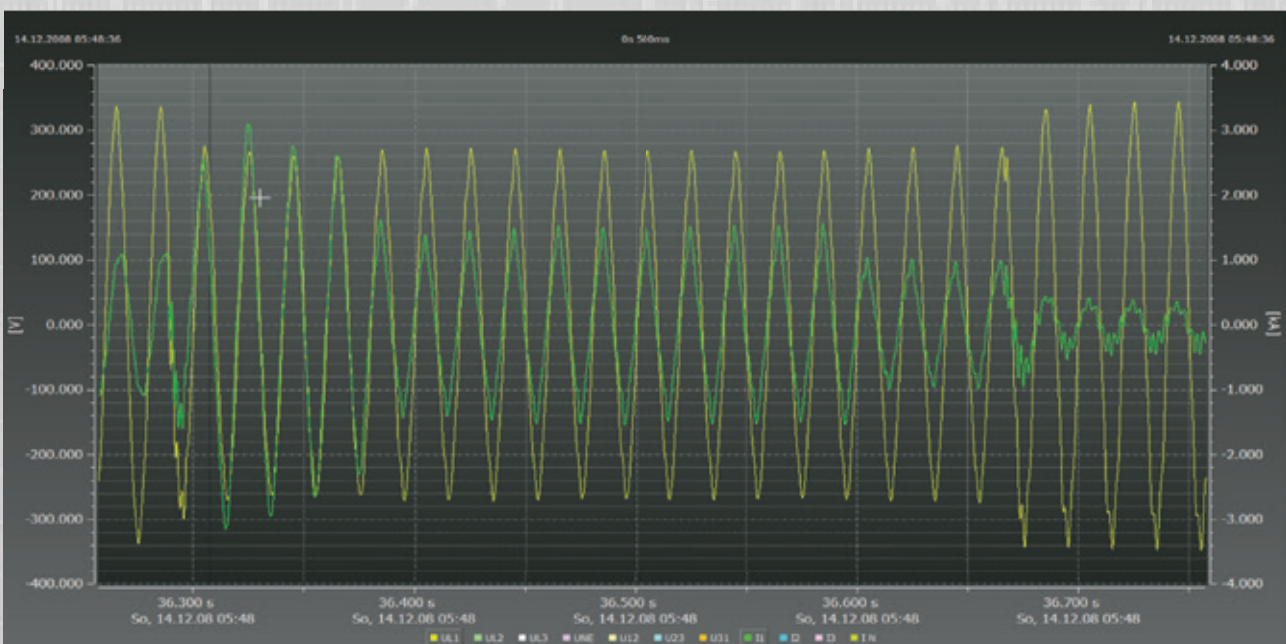 14.12.2008 05:48:36 0s 500ms 14.12.2008 05:48:36
400.000 4.000
300.000 3.000
200.000 2.000
100.000 1.000
[V] 0.000 0.000 [kA]
-100.000 -1.000
-200.000 -2.000
-300.000 -3.000
-400.000 -4.000
36.300 s 36.400 s 36.500 s 36.600 s 36.700 s
So, 14.12.08 05:48 So, 14.12.08 05:48 So, 14.12.08 05:48 So, 14.12.08 05:48 So, 14.12.08 05:48
UL1 UL2 UL3 UNE U12 U23 U31 I1 I2 I3 IN